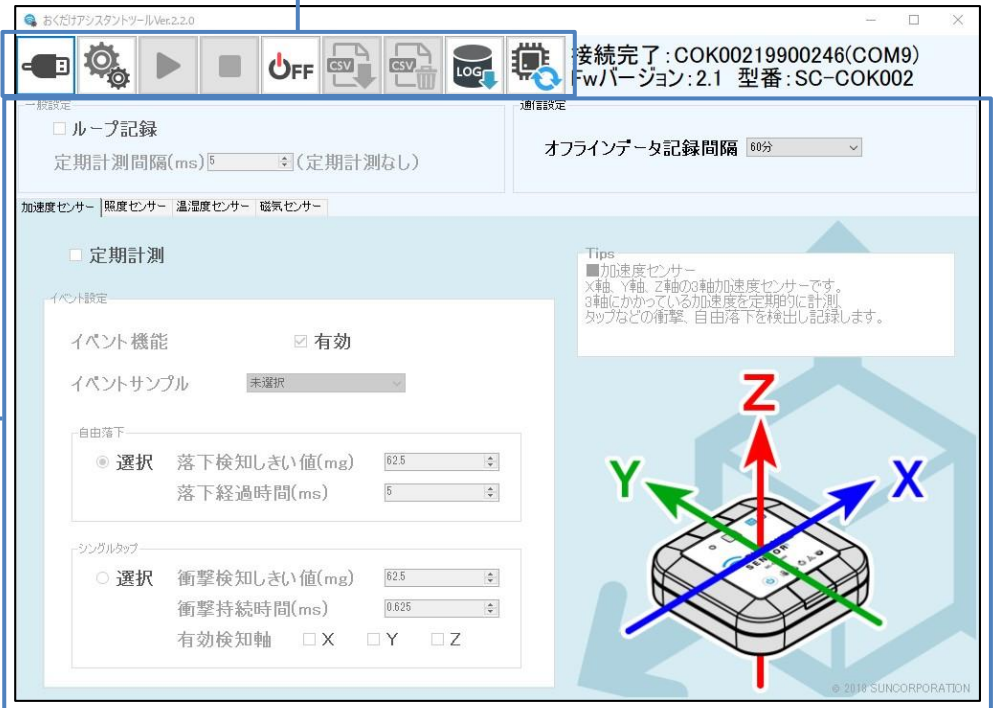 おくだけアシスタントツールVer.2.2.0
OFF
CSV
CSV
LOG
接続完了:COK00219900246(COM9)
Fwバージョン:2.1 型番:SC-COK002
一般設定
ループ記録
定期計測間隔(ms) 5 (定期計測なし)
通信設定
オフラインデータ記録間隔 60分
加速度センサー 照度センサー 温湿度センサー 磁気センサー
定期計測
イベント設定
イベント機能 有効
イベントサンプル 未選択
自由落下
選択 落下検知しきい値(mg) 62.5
落下経過時間(ms) 5
シングルタップ
選択 衝撃検知しきい値(mg) 62.5
衝撃持続時間(ms) 0.625
有効検知軸 X Y Z
Tips
■加速度センサー
X軸、Y軸、Z軸の3軸加速度センサーです。
3軸にかかっている加速度を定期的に計測、
タップなどの衝撃、自由落下を検出し記録します。
Z
Y
X
SENSOR
© 2018 SUNCORPORATION